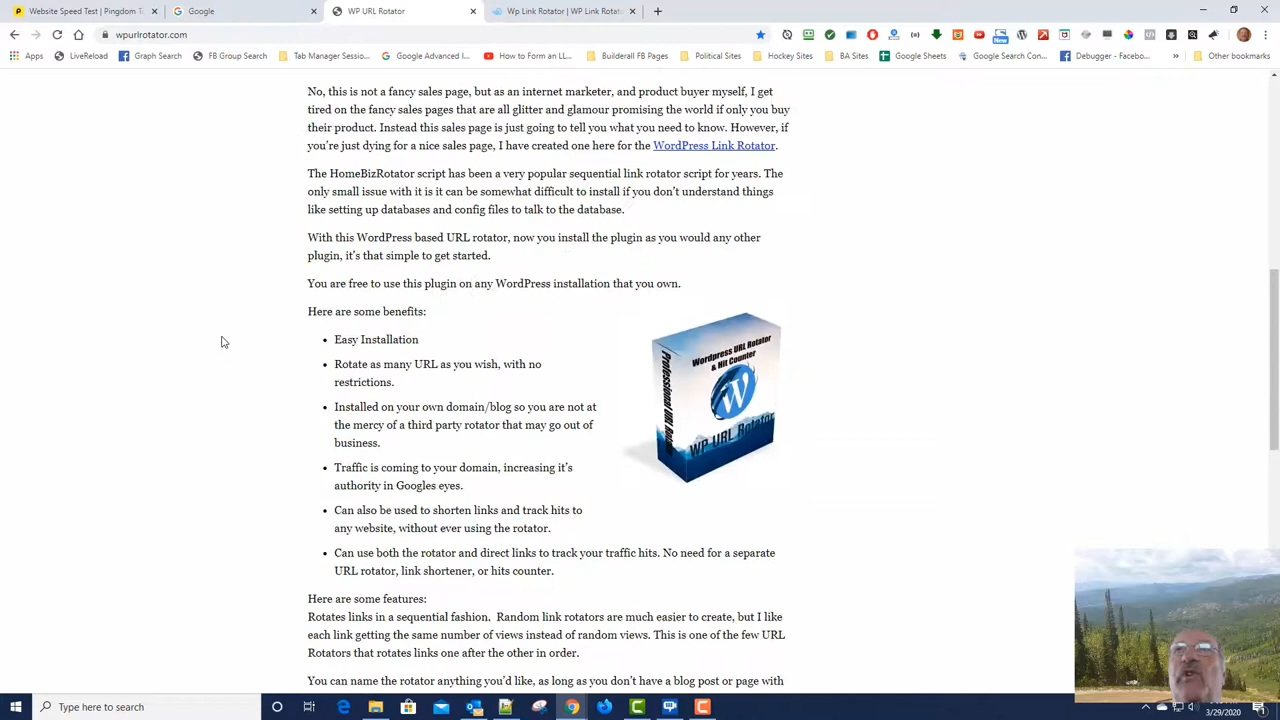 Website Speed Test | Pingdom T
Google
WP URL Rotator
Wp Link Rotator | WP Link Rotat
wpurlrotator.com
New
Apps
LiveReload
Graph Search
FB Group Search
Tab Manager Sessio...
Google Advanced I...
How to Form an LL...
Builderall FB Pages
Political Sites
Hockey Sites
BA Sites
Google Sheets
Google Search Con...
Debugger - Facebo...
Other bookmarks
No, this is not a fancy sales page, but as an internet marketer, and product buyer myself, I get
tired on the fancy sales pages that are all glitter and glamour promising the world if only you buy
their product. Instead this sales page is just going to tell you what you need to know. However, if
you're just dying for a nice sales page, I have created one here for the WordPress Link Rotator.
The HomeBizRotator script has been a very popular sequential link rotator script for years. The
only small issue with it is it can be somewhat difficult to install if you don't understand things
like setting up databases and config files to talk to the database.
With this WordPress based URL rotator, now you install the plugin as you would any other
plugin, it's that simple to get started.
You are free to use this plugin on any WordPress installation that you own.
Here are some benefits:
Easy Installation
Rotate as many URL as you wish, with no
restrictions.
Installed on your own domain/blog so you are not at
the mercy of a third party rotator that may go out of
business.
Traffic is coming to your domain, increasing it's
authority in Googles eyes.
Can also be used to shorten links and track hits to
any website, without ever using the rotator.
Can use both the rotator and direct links to track your traffic hits. No need for a separate
URL rotator, link shortener, or hits counter.
Wordpress URL Rotator
& Hit Counter
WP URL Rotator
Professional URL
Here are some features:
Rotates links in a sequential fashion. Random link rotators are much easier to create, but I like
each link getting the same number of views instead of random views. This is one of the few URL
Rotators that rotates links one after the other in order.
You can name the rotator anything you'd like, as long as you don't have a blog post or page with
Type here to search
3/29/2020